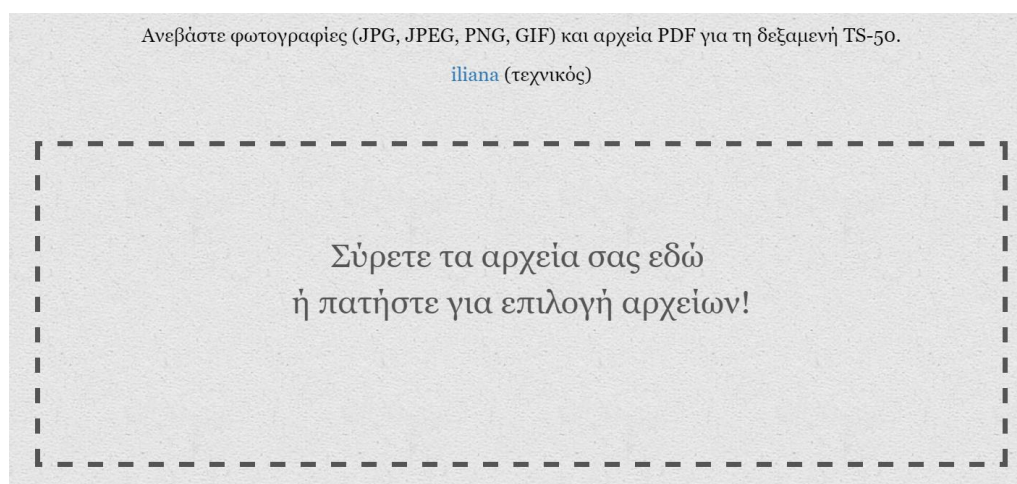 Ανεβάστε φωτογραφίες (JPG, JPEG, PNG, GIF) και αρχεία PDF για τη δεξαμενή TS-50.
iliana (τεχνικός)
Σύρετε τα αρχεία σας εδώ
ή πατήστε για επιλογή αρχείων!